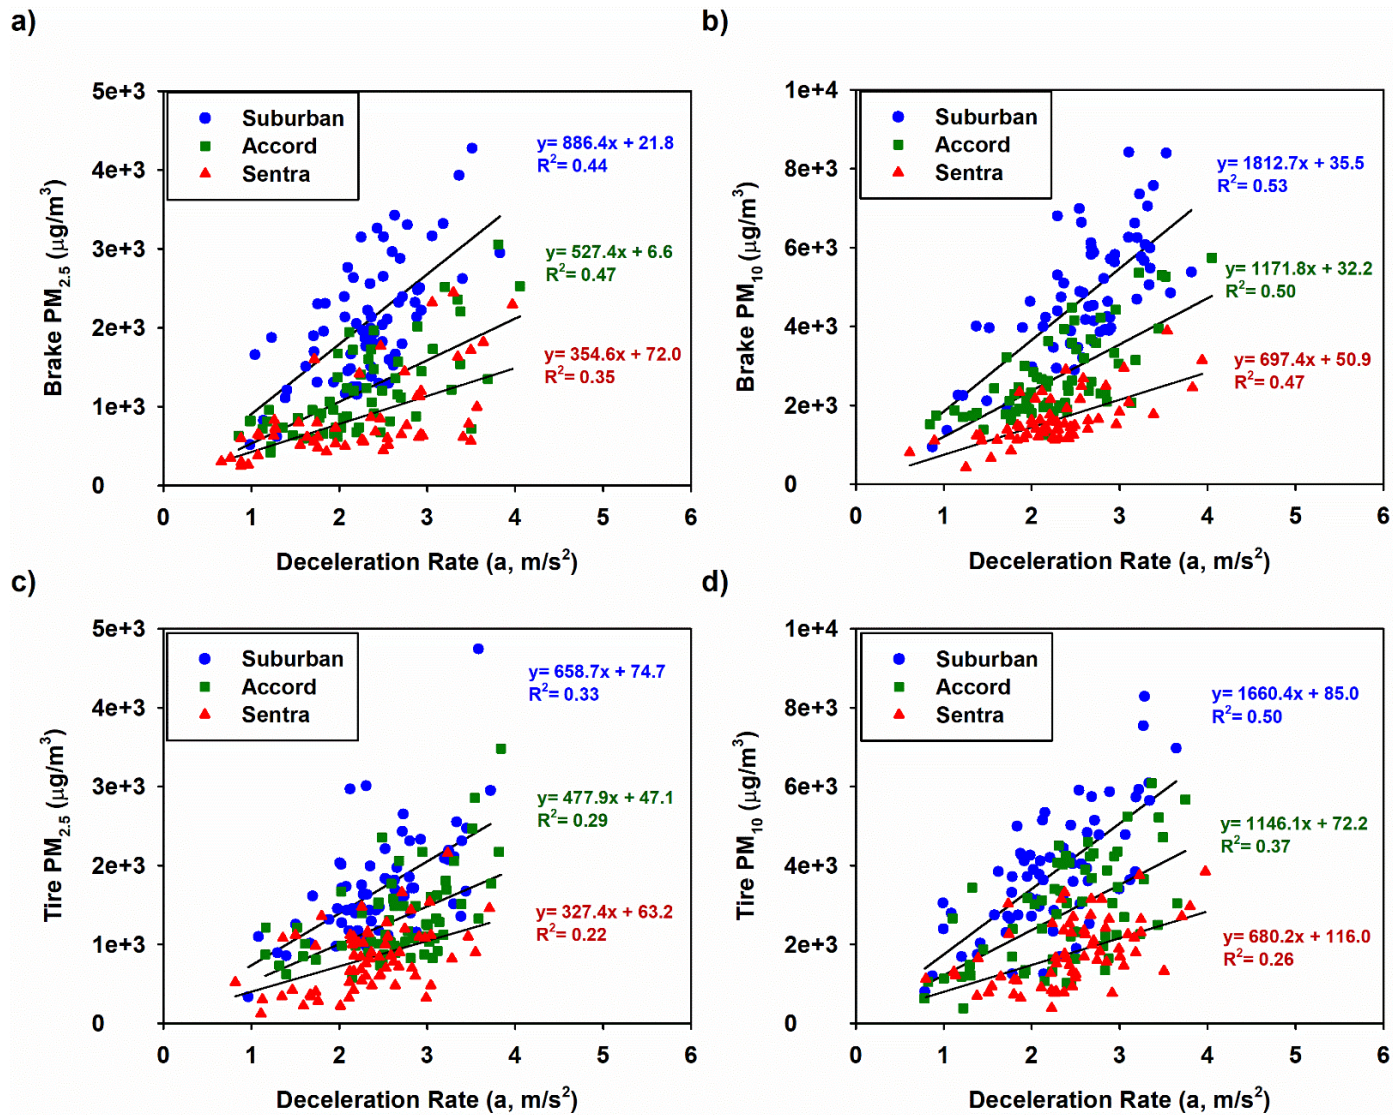 a)
5e+3
4e+3
3e+3
2e+3
1e+3
0
Brake PM2.5 (μg/m3)
Suburban
Accord
Sentra
y= 886.4x + 21.8
R2= 0.44
y= 527.4x + 6.6
R2= 0.47
y= 354.6x + 72.0
R2= 0.35
0 1 2 3 4 5 6
Deceleration Rate (a, m/s2)
b)
1e+4
8e+3
6e+3
4e+3
2e+3
0
Brake PM10 (μg/m3)
Suburban
Accord
Sentra
y= 1812.7x + 35.5
R2= 0.53
y= 1171.8x + 32.2
R2= 0.50
y= 697.4x + 50.9
R2= 0.47
0 1 2 3 4 5 6
Deceleration Rate (a, m/s2)
c)
5e+3
4e+3
3e+3
2e+3
1e+3
0
Tire PM2.5 (μg/m3)
Suburban
Accord
Sentra
y= 658.7x + 74.7
R2= 0.33
y= 477.9x + 47.1
R2= 0.29
y= 327.4x + 63.2
R2= 0.22
0 1 2 3 4 5 6
Deceleration Rate (a, m/s2)
d)
1e+4
8e+3
6e+3
4e+3
2e+3
0
Tire PM10 (μg/m3)
Suburban
Accord
Sentra
y= 1660.4x + 85.0
R2= 0.50
y= 1146.1x + 72.2
R2= 0.37
y= 680.2x + 116.0
R2= 0.26
0 1 2 3 4 5 6
Deceleration Rate (a, m/s2)